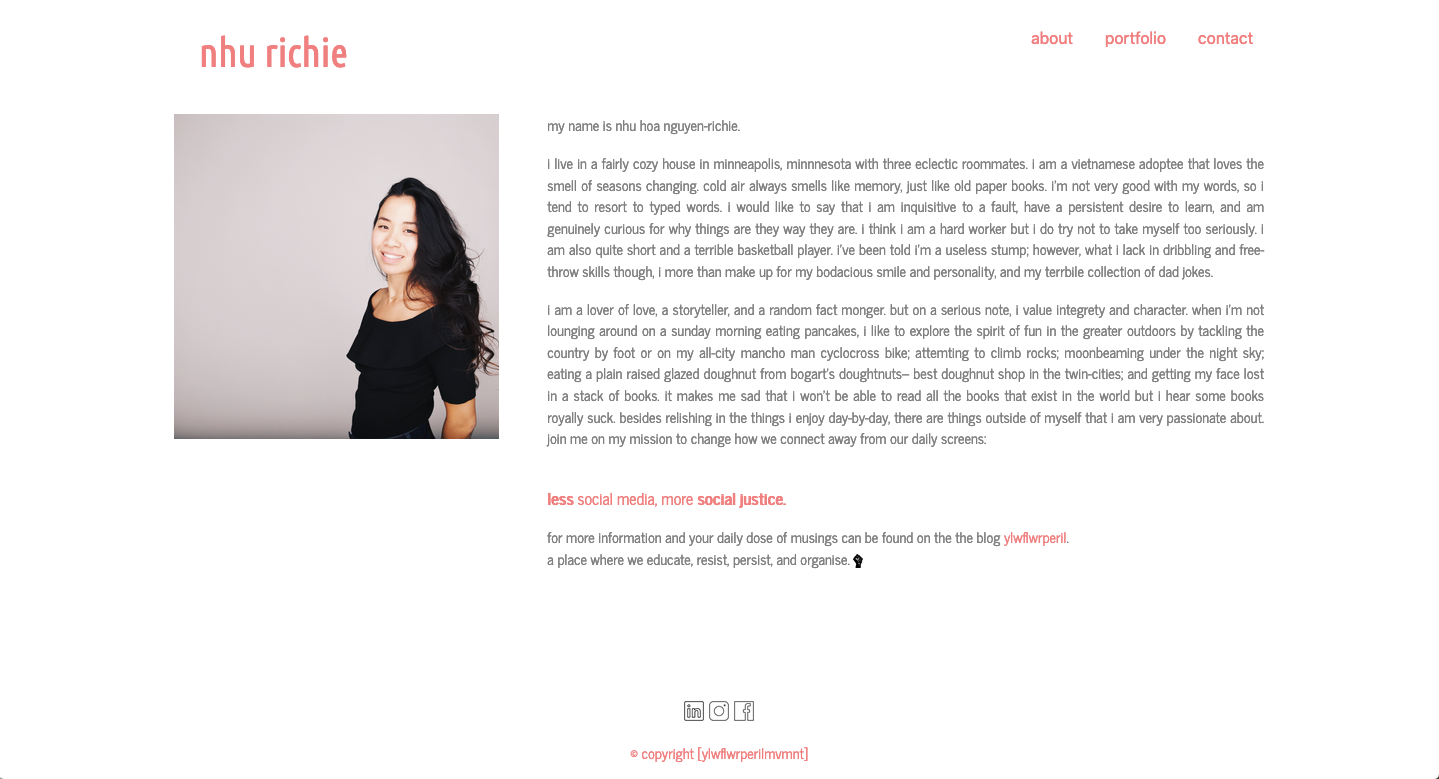 nhu richie
about portfolio contact
my name is nhu hoa nguyen-richie.
i live in a fairly cozy house in minneapolis, minnnesota with three eclectic roommates. i am a vietnamese adoptee that loves the
smell of seasons changing. cold air always smells like memory, just like old paper books. i'm not very good with my words, so i
tend to resort to typed words. i would like to say that i am inquisitive to a fault, have a persistent desire to learn, and am
genuinely curious for why things are they way they are. i think i am a hard worker but i do try not to take myself too seriously. i
am also quite short and a terrible basketball player. i've been told i'm a useless stump; however, what i lack in dribbling and free-
throw skills though, i more than make up for my bodacious smile and personality, and my terrbile collection of dad jokes.
i am a lover of love, a storyteller, and a random fact monger. but on a serious note, i value integrety and character. when i'm not
lounging around on a sunday morning eating pancakes, i like to explore the spirit of fun in the greater outdoors by tackling the
country by foot or on my all-city mancho man cyclocross bike; attemting to climb rocks; moonbeaming under the night sky;
eating a plain raised glazed doughnut from bogart's doughtnuts— best doughnut shop in the twin-cities; and getting my face lost
in a stack of books. it makes me sad that i won't be able to read all the books that exist in the world but i hear some books
royally suck. besides relishing in the things i enjoy day-by-day, there are things outside of myself that i am very passionate about.
join me on my mission to change how we connect away from our daily screens:
less social media, more social justice.
for more information and your daily dose of musings can be found on the the blog ylwflwrperil.
a place where we educate, resist, persist, and organise. ✊🏿
© copyright [ylwflwrperilmvmnt]